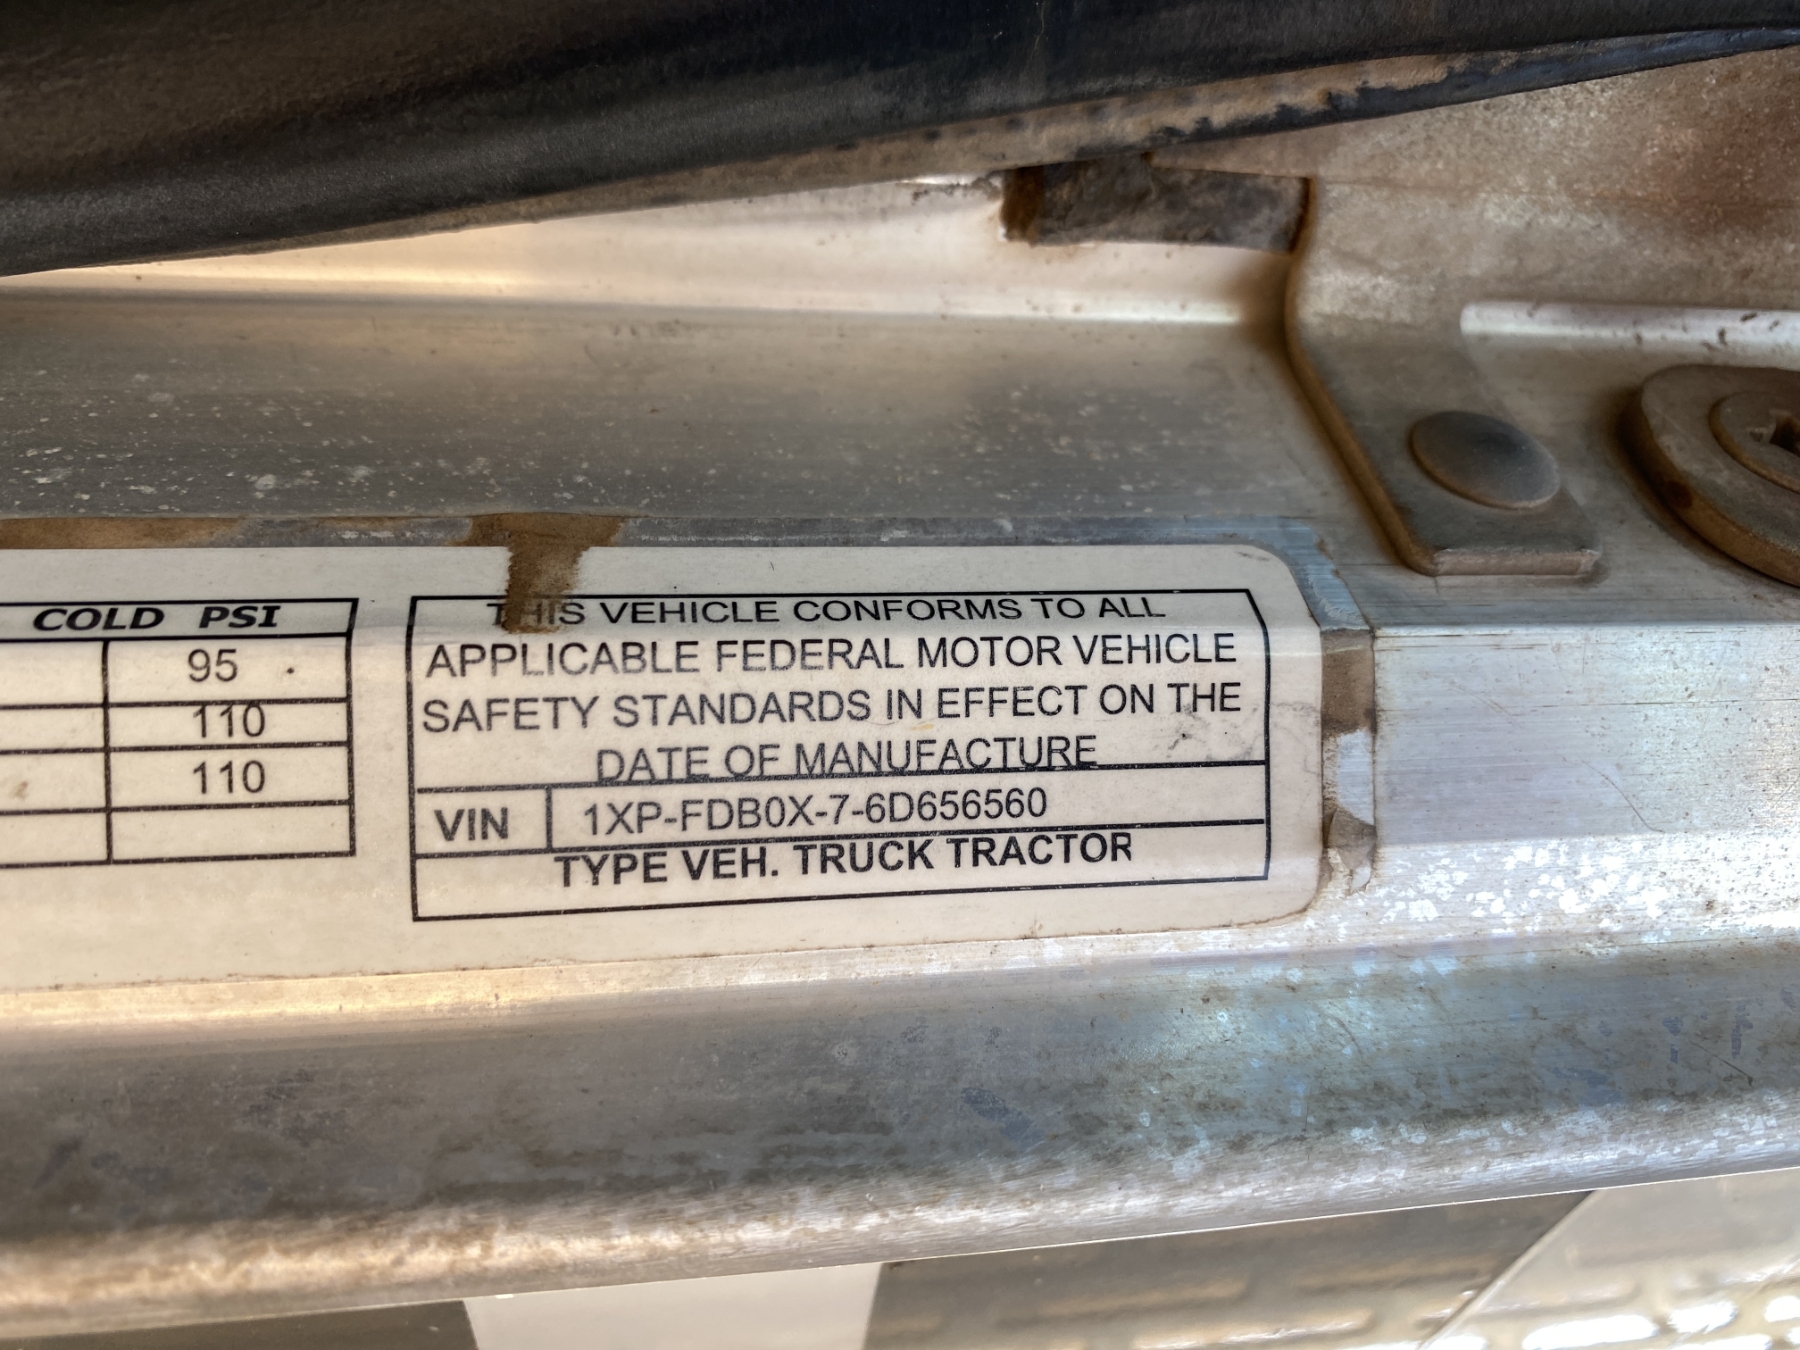 COLD PSI
95
110
110
THIS VEHICLE CONFORMS TO ALL
APPLICABLE FEDERAL MOTOR VEHICLE
SAFETY STANDARDS IN EFFECT ON THE
DATE OF MANUFACTURE
VIN 1XP-FDB0X-7-6D656560
TYPE VEH. TRUCK TRACTOR